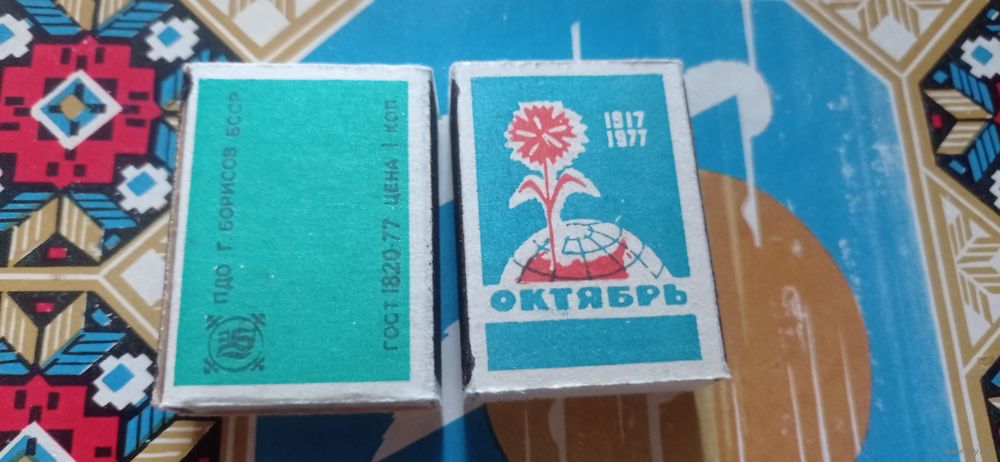 ПДО Г. БОРИСОВ БССР
ГОСТ 1820-77 ЦЕНА 1 КОП.
1917
1977
ОКТЯБРЬ